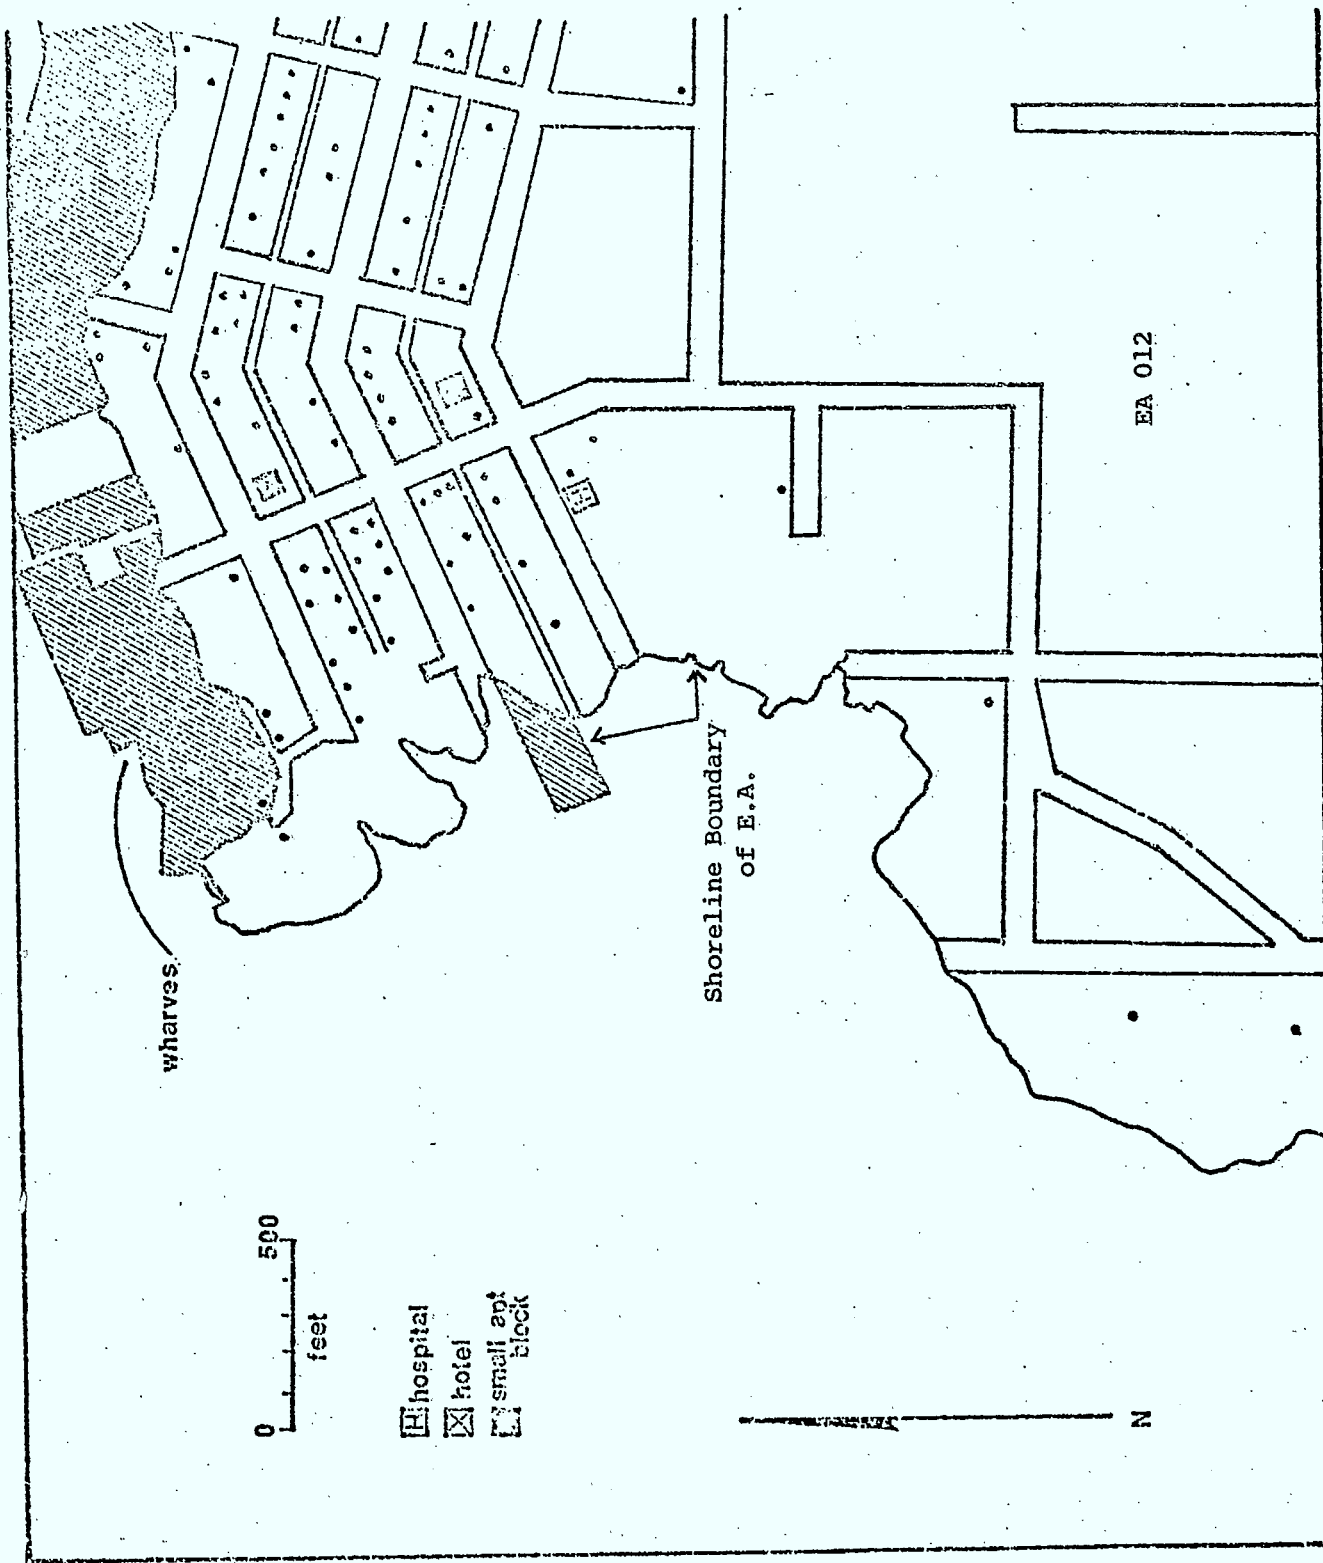 wharves
Shoreline Boundary
of E.A.
EA 012
0 500
feet
H hospital
hotel
small apt
block
N